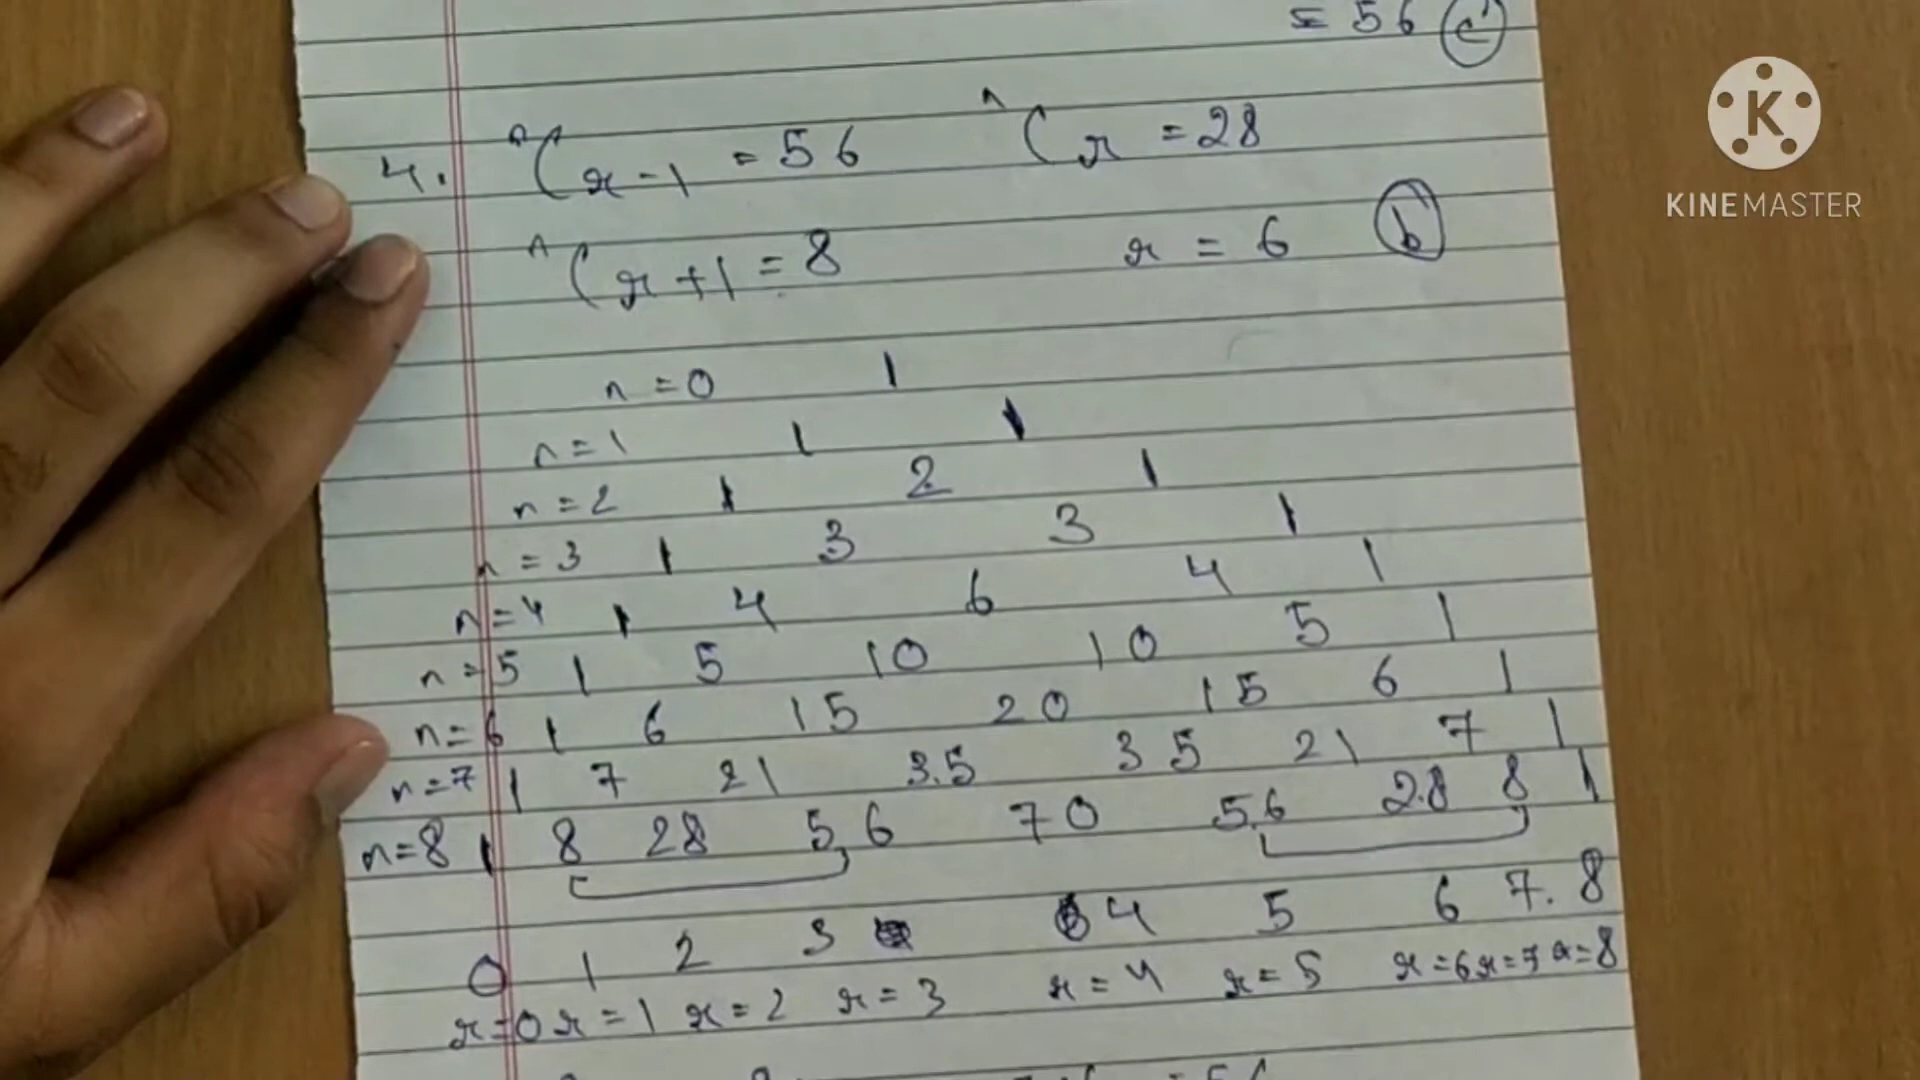 = 56 (c)
4. ⁿC r-1 = 56 ⁿC r = 28
ⁿC r+1 = 8 r = 6 (b)
n = 0 1
n = 1 1 1
n = 2 1 2 1
n = 3 1 3 3 1
n = 4 1 4 6 4 1
n = 5 1 5 10 10 5 1
n = 6 1 6 15 20 15 6 1
n = 7 1 7 21 35 35 21 7 1
n = 8 1 8 28 56 70 56 28 8 1
0 1 2 3 4 5 6 7. 8
r = 0 r = 1 r = 2 r = 3 r = 4 r = 5 r = 6 r = 7 r = 8
K
KINEMASTER